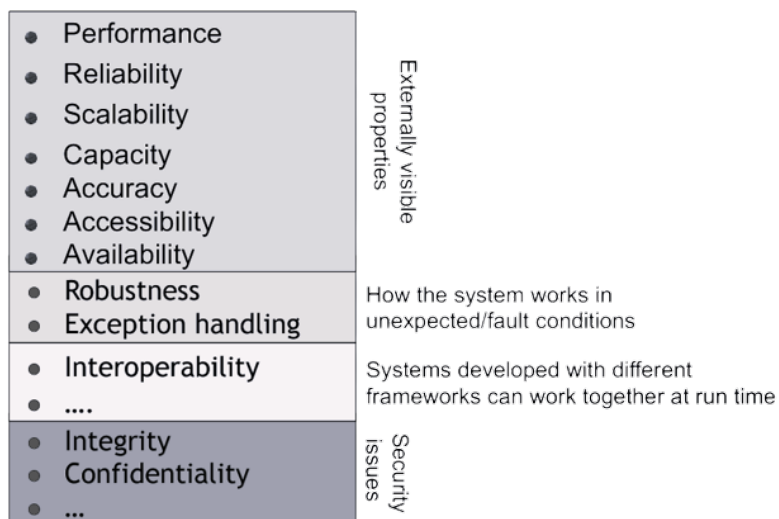 Performance
Reliability
Scalability
Capacity
Accuracy
Accessibility
Availability
Externally visible
properties
Robustness
Exception handling
How the system works in
unexpected/fault conditions
Interoperability
....
Systems developed with different
frameworks can work together at run time
Integrity
Confidentiality
...
Security
issues